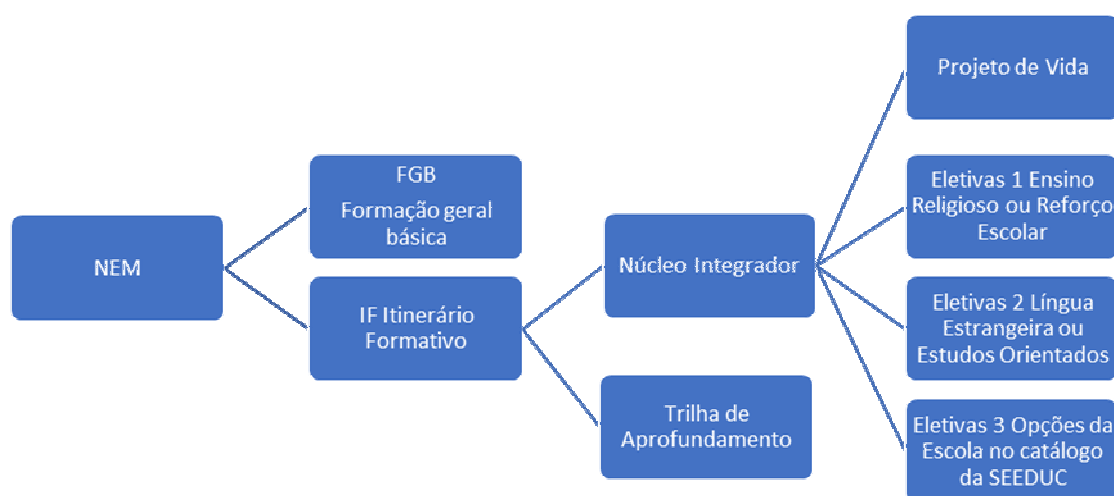 NEM
FGB
Formação geral
básica
IF Itinerário
Formativo
Núcleo Integrador
Trilha de
Aprofundamento
Projeto de Vida
Eletivas 1 Ensino
Religioso ou Reforço
Escolar
Eletivas 2 Língua
Estrangeira ou
Estudos Orientados
Eletivas 3 Opções da
Escola no catálogo
da SEEDUC